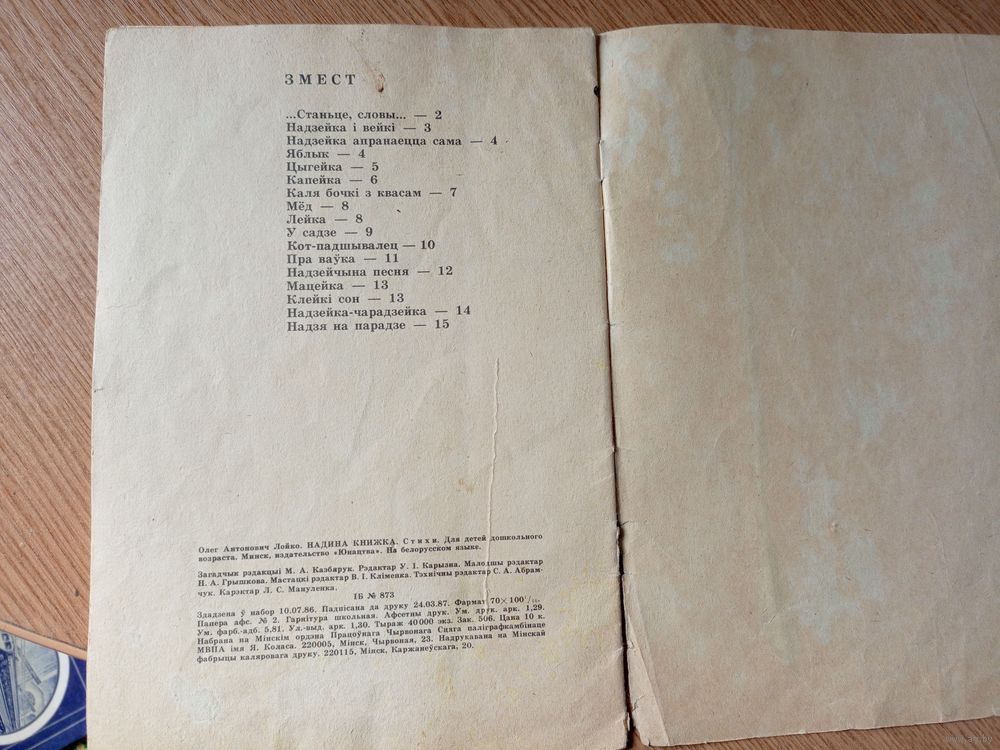 ЗМЕСТ
...Станьце, словы... — 2
Надзейка і вейкі — 3
Надзейка апранаецца сама — 4
Яблык — 4
Цыгейка — 5
Капейка — 6
Каля бочкі з квасам — 7
Мёд — 8
Лейка — 8
У садзе — 9
Кот-падшывалец — 10
Пра ваўка — 11
Надзейчына песня — 12
Мацейка — 13
Клейкі сон — 13
Надзейка-чарадзейка — 14
Надзя на парадзе — 15
Олег Антонович Лойко. НАДИНА КНИЖКА. Стихи. Для детей дошкольного
возраста. Минск, издательство «Юнацтва». На белорусском языке.
Загадчык рэдакцыі М. А. Казбярук. Рэдактар У. І. Карызна. Малодшы рэдактар
Н. А. Грышкова. Мастацкі рэдактар В. І. Кліменка. Тэхнічны рэдактар С. А. Абрам-
чук. Карэктар Л. С. Мануленка.
ІБ № 873
Здадзена ў набор 10.07.86. Падпісана да друку 24.03.87. Фармат 70×100
Папера афс. № 2. Гарнітура школьная. Афсетны друк. Ум. друк. арк. 1,29.
Ум. фарб.-адб. 5,81. Ул.-выд. арк. 1,30. Тыраж 40 000 экз. Зак. 506. Цана 10 к.
Набрана на Мінскім ордэна Працоўнага Чырвонага Сцяга паліграфкамбінаце
МВПА імя Я. Коласа. 220005, Мінск, Чырвоная, 23. Надрукавана на Мінскай
фабрыцы каляровага друку. 220115, Мінск, Каржанеўскага, 20.